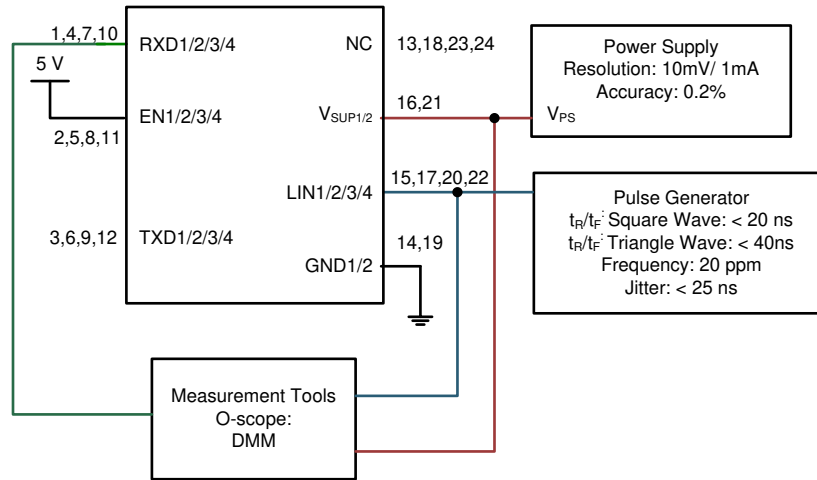 1,4,7,10
RXD1/2/3/4
NC
13,18,23,24
5 V
EN1/2/3/4
2,5,8,11
VSUP1/2
16,21
VPS
Power Supply
Resolution: 10mV/ 1mA
Accuracy: 0.2%
LIN1/2/3/4
15,17,20,22
3,6,9,12
TXD1/2/3/4
GND1/2
14,19
Pulse Generator
tR/tF: Square Wave: < 20 ns
tR/tF: Triangle Wave: < 40ns
Frequency: 20 ppm
Jitter: < 25 ns
Measurement Tools
O-scope:
DMM